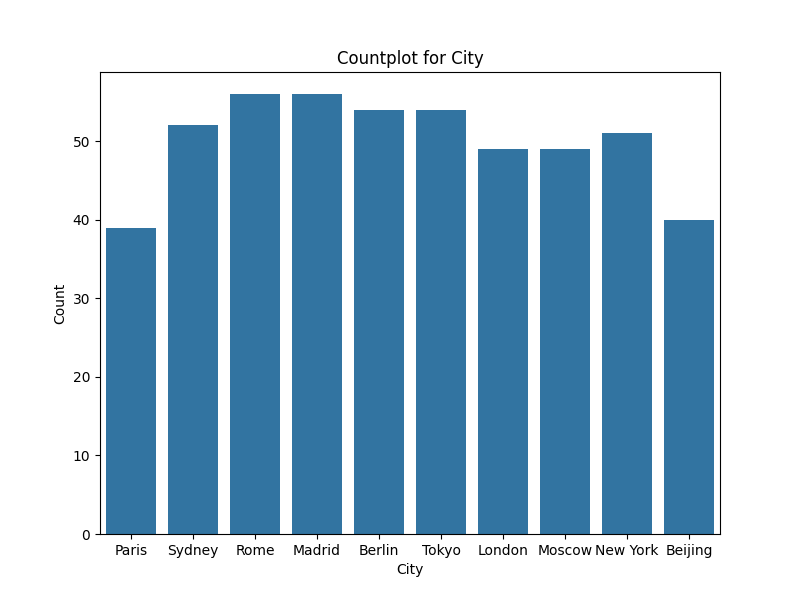 Countplot for City
Count
50
40
30
20
10
0
Paris Sydney Rome Madrid Berlin Tokyo London Moscow New York Beijing
City